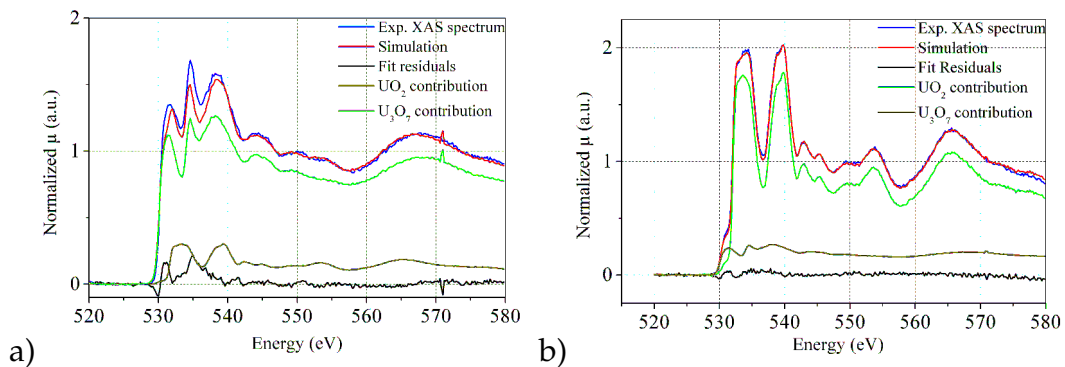 2
1
0
Normalized μ (a.u.)
Exp. XAS spectrum
Simulation
Fit residuals
UO2 contribution
U3O7 contribution
520 530 540 550 560 570 580
Energy (eV)
a)
2
1
0
Normalized μ (a.u.)
Exp. XAS spectrum
Simulation
Fit Residuals
UO2 contribution
U3O7 contribution
520 530 540 550 560 570 580
Energy (eV)
b)